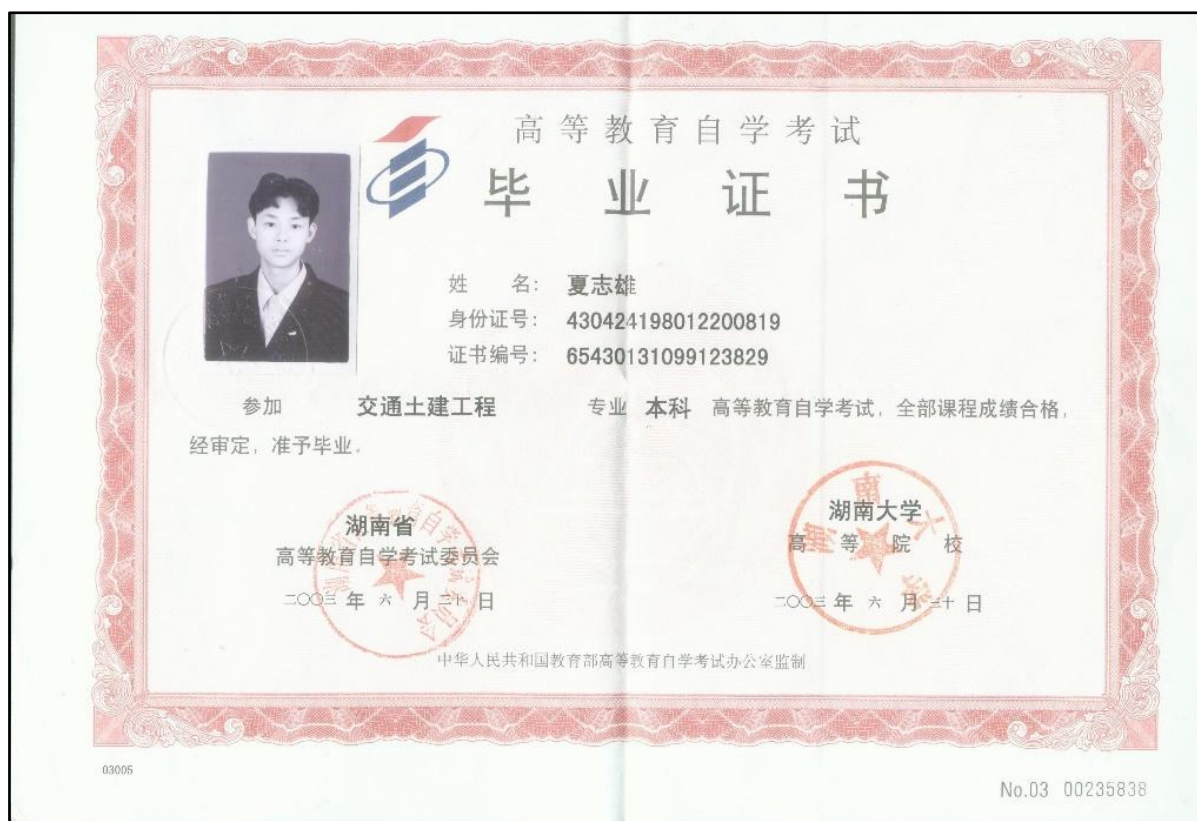 高等教育自学考试
毕业证书
姓 名: 夏志雄
身份证号: 430424198012200819
证书编号: 65430131099123829
参加 交通土建工程 专业 本科 高等教育自学考试, 全部课程成绩合格,
经审定, 准予毕业。
湖南省
高等教育自学考试委员会
二〇〇三 年 六 月 三十 日
湖南大学
高 等 院 校
二〇〇三 年 六 月 三十 日
中华人民共和国教育部高等教育自学考试办公室监制
03005
No.03 00235838